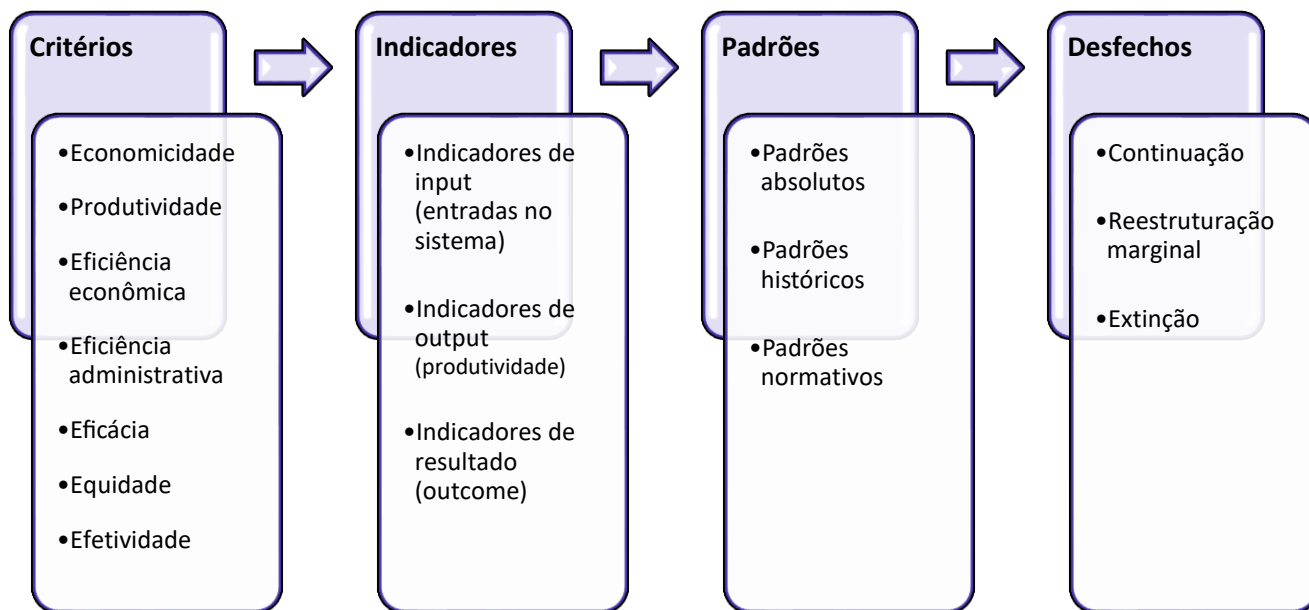 Critérios
•Economicidade
•Produtividade
•Eficiência
econômica
•Eficiência
administrativa
•Eficácia
•Equidade
•Efetividade
Indicadores
•Indicadores de
input
(entradas no
sistema)
•Indicadores de
output
(produtividade)
•Indicadores de
resultado
(outcome)
Padrões
•Padrões
absolutos
•Padrões
históricos
•Padrões
normativos
Desfechos
•Continuação
•Reestruturação
marginal
•Extinção